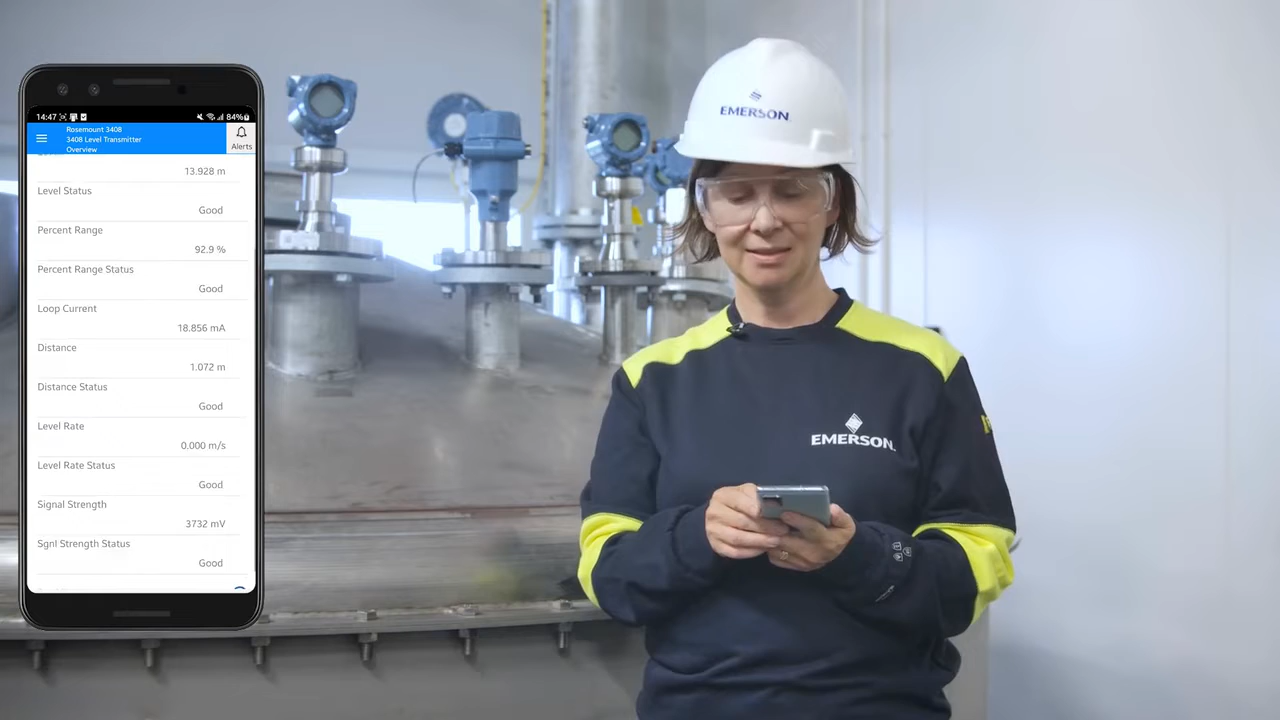 14:47
84%
Rosemount 3408
3408 Level Transmitter
Overview
Alerts
13.928 m
Level Status
Good
Percent Range
92.9 %
Percent Range Status
Good
Loop Current
18.856 mA
Distance
1.072 m
Distance Status
Good
Level Rate
0.000 m/s
Level Rate Status
Good
Signal Strength
3732 mV
Sgnl Strength Status
Good
EMERSON
EMERSON